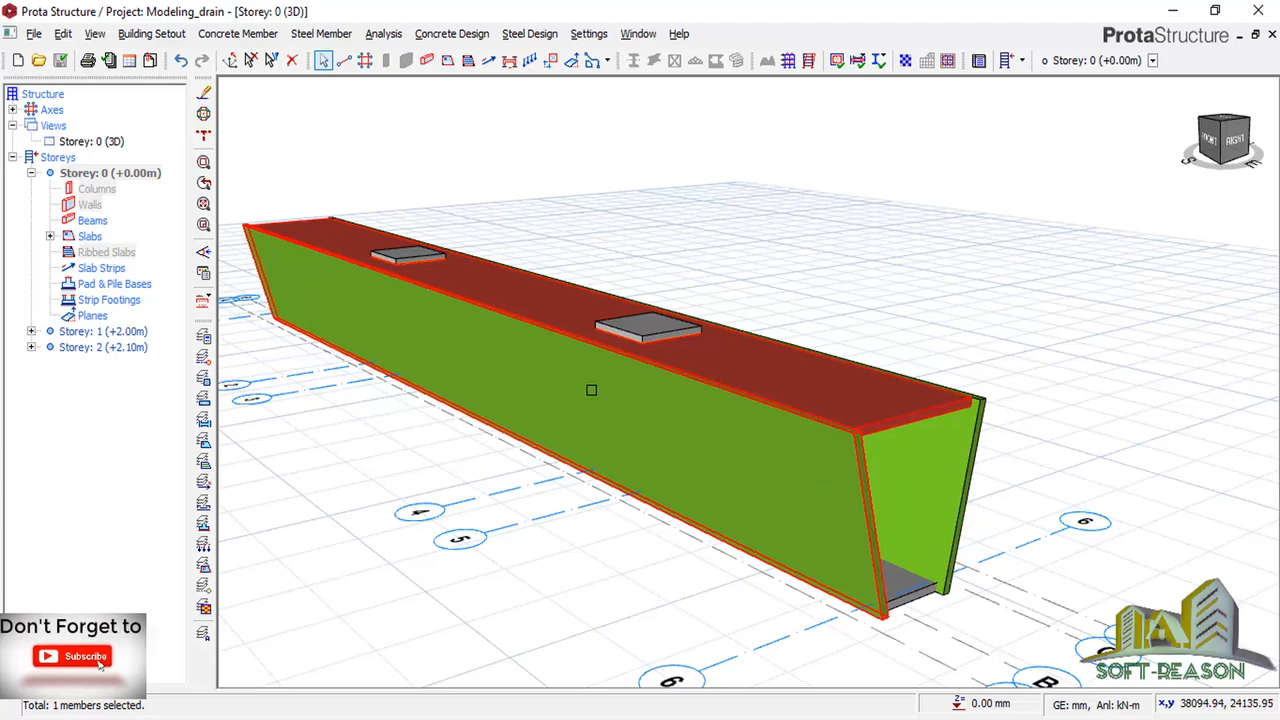 Prota Structure / Project: Modeling_drain - [Storey: 0 (3D)]
File Edit View Building Setout Concrete Member Steel Member Analysis Concrete Design Steel Design Settings Window Help
ProtaStructure
Storey: 0 (+0.00m)
Structure
Axes
Views
Storey: 0 (3D)
Storeys
Storey: 0 (+0.00m)
Columns
Walls
Beams
Slabs
Ribbed Slabs
Slab Strips
Pad & Pile Bases
Strip Footings
Planes
Storey: 1 (+2.00m)
Storey: 2 (+2.10m)
FRONT RIGHT
S E
4
5
6
6
B
Don't Forget to
Subscribe
SOFT-REASON
Total: 1 members selected.
Z= 0.00 mm
GE: mm, Anl: kN-m
x,y 38094.94, 24135.95